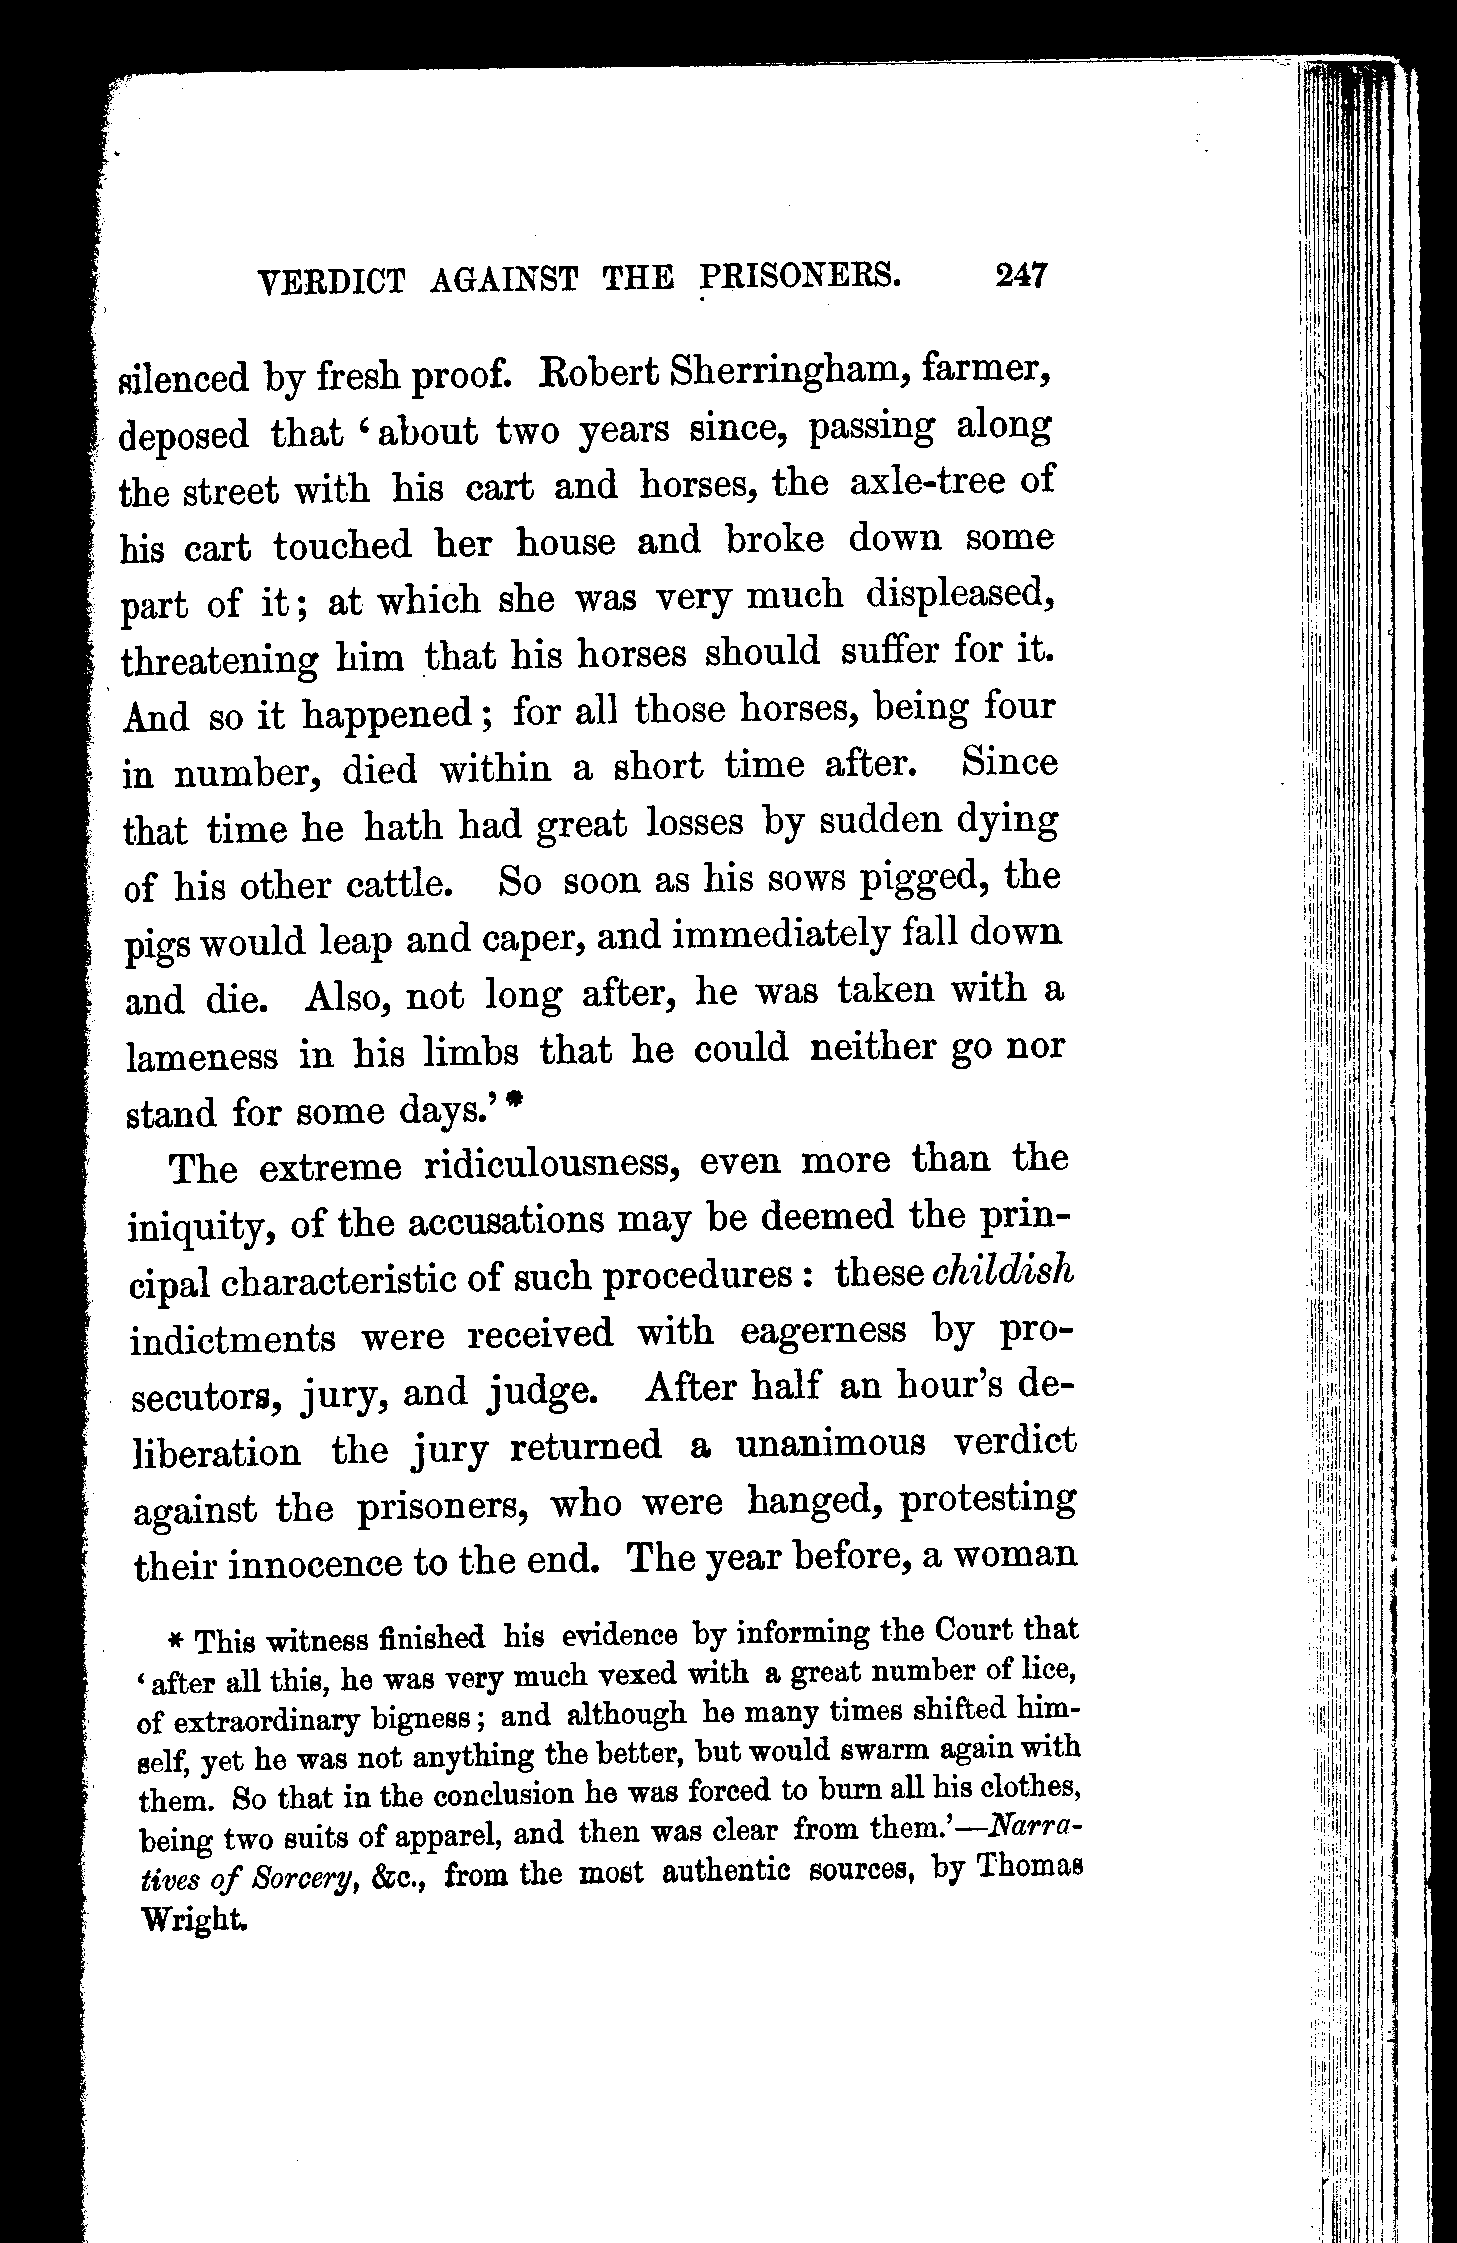 VERDICT AGAINST THE PRISONERS. 247
silenced by fresh proof. Robert Sherringham, farmer,
deposed that ‘about two years since, passing along
the street with his cart and horses, the axle-tree of
his cart touched her house and broke down some
part of it; at which she was very much displeased,
threatening him that his horses should suffer for it.
And so it happened; for all those horses, being four
in number, died within a short time after. Since
that time he hath had great losses by sudden dying
of his other cattle. So soon as his sows pigged, the
pigs would leap and caper, and immediately fall down
and die. Also, not long after, he was taken with a
lameness in his limbs that he could neither go nor
stand for some days.’*
The extreme ridiculousness, even more than the
iniquity, of the accusations may be deemed the prin-
cipal characteristic of such procedures: these childish
indictments were received with eagerness by pro-
secutors, jury, and judge. After half an hour's de-
liberation the jury returned a unanimous verdict
against the prisoners, who were hanged, protesting
their innocence to the end. The year before, a woman
* This witness finished his evidence by informing the Court that
‘after all this, he was very much vexed with a great number of lice,
of extraordinary bigness; and although he many times shifted him-
self, yet he was not anything the better, but would swarm again with
them. So that in the conclusion he was forced to burn all his clothes,
being two suits of apparel, and then was clear from them.’—Narra-
tives of Sorcery, &c., from the most authentic sources, by Thomas
Wright.